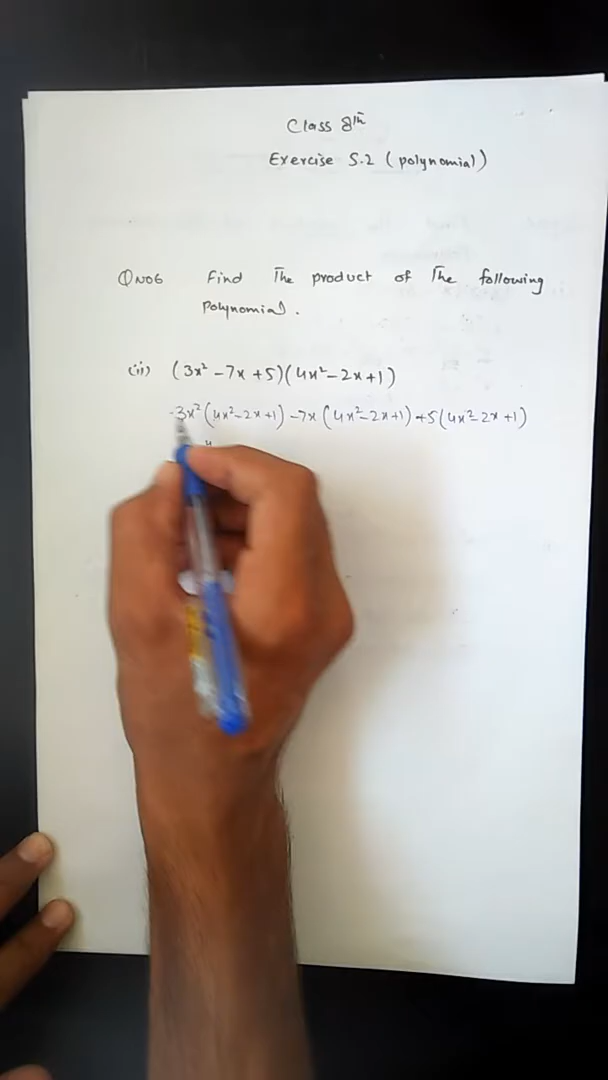 Class 8th
Exercise 5.2 (polynomial)
QNo6 Find The product of The following
polynomial.
(ii) (3x² - 7x + 5)(4x² - 2x + 1)
3x²(4x² - 2x + 1) - 7x(4x² - 2x + 1) + 5(4x² - 2x + 1)